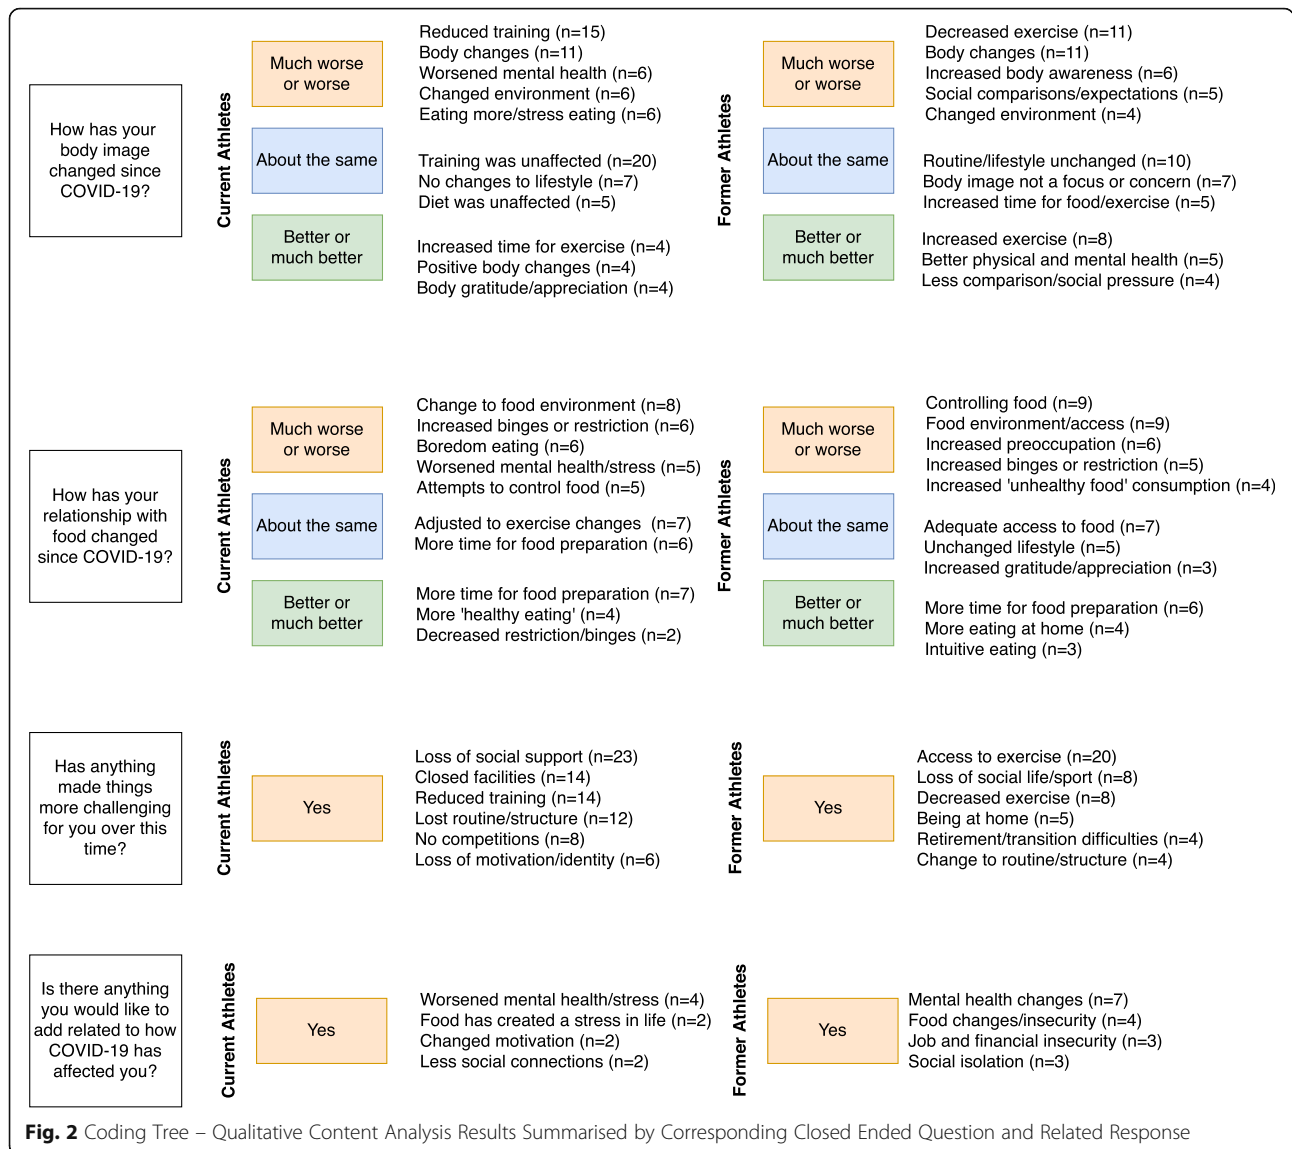 How has your
body image
changed since
COVID-19?
Current Athletes
Much worse
or worse
Reduced training (n=15)
Body changes (n=11)
Worsened mental health (n=6)
Changed environment (n=6)
Eating more/stress eating (n=6)
About the same
Training was unaffected (n=20)
No changes to lifestyle (n=7)
Diet was unaffected (n=5)
Better or
much better
Increased time for exercise (n=4)
Positive body changes (n=4)
Body gratitude/appreciation (n=4)
Former Athletes
Much worse
or worse
Decreased exercise (n=11)
Body changes (n=11)
Increased body awareness (n=6)
Social comparisons/expectations (n=5)
Changed environment (n=4)
About the same
Routine/lifestyle unchanged (n=10)
Body image not a focus or concern (n=7)
Increased time for food/exercise (n=5)
Better or
much better
Increased exercise (n=8)
Better physical and mental health (n=5)
Less comparison/social pressure (n=4)
How has your
relationship with
food changed
since COVID-19?
Current Athletes
Much worse
or worse
Change to food environment (n=8)
Increased binges or restriction (n=6)
Boredom eating (n=6)
Worsened mental health/stress (n=5)
Attempts to control food (n=5)
About the same
Adjusted to exercise changes (n=7)
More time for food preparation (n=6)
Better or
much better
More time for food preparation (n=7)
More 'healthy eating' (n=4)
Decreased restriction/binges (n=2)
Former Athletes
Much worse
or worse
Controlling food (n=9)
Food environment/access (n=9)
Increased preoccupation (n=6)
Increased binges or restriction (n=5)
Increased 'unhealthy food' consumption (n=4)
About the same
Adequate access to food (n=7)
Unchanged lifestyle (n=5)
Increased gratitude/appreciation (n=3)
Better or
much better
More time for food preparation (n=6)
More eating at home (n=4)
Intuitive eating (n=3)
Has anything
made things
more challenging
for you over this
time?
Current Athletes
Yes
Loss of social support (n=23)
Closed facilities (n=14)
Reduced training (n=14)
Lost routine/structure (n=12)
No competitions (n=8)
Loss of motivation/identity (n=6)
Former Athletes
Yes
Access to exercise (n=20)
Loss of social life/sport (n=8)
Decreased exercise (n=8)
Being at home (n=5)
Retirement/transition difficulties (n=4)
Change to routine/structure (n=4)
Is there anything
you would like to
add related to how
COVID-19 has
affected you?
Current Athletes
Yes
Worsened mental health/stress (n=4)
Food has created a stress in life (n=2)
Changed motivation (n=2)
Less social connections (n=2)
Former Athletes
Yes
Mental health changes (n=7)
Food changes/insecurity (n=4)
Job and financial insecurity (n=3)
Social isolation (n=3)
Fig. 2 Coding Tree – Qualitative Content Analysis Results Summarised by Corresponding Closed Ended Question and Related Response